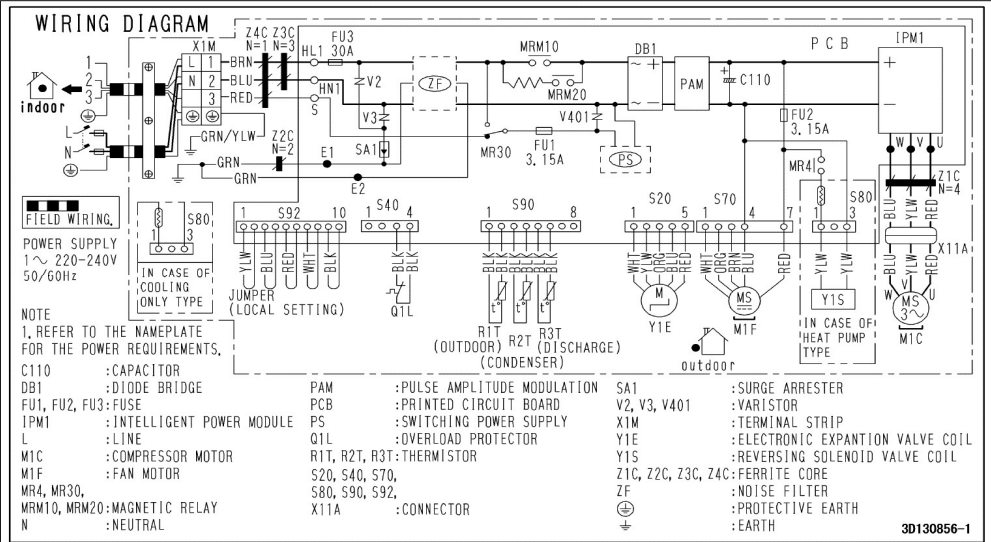 WIRING DIAGRAM
Z4C Z3C
N=1 N=3
HL1
FU3
30A
X1M
L 1
N 2
3
BRN
BLU
RED
HN1
S
V2
V3
ZF
MRM10
MRM20
DB1
PAM
C110
P C B
IPM1
1
2
3
indoor
L
N
GRN/YLW
GRN
GRN
Z2C
N=2
E1
E2
SA1
MR30
FU1
3.15A
V401
PS
FU2
3.15A
MR4
W V U
Z1C
N=4
BLU YLW RED
X11A
BLU YLW RED
W V U
MS
3~
M1C
FIELD WIRING.
POWER SUPPLY
1~ 220-240V
50/60Hz
S80
1 3
IN CASE OF
COOLING
ONLY TYPE
1 S92 10
YLW BLU RED WHT BLK
JUMPER
(LOCAL SETTING)
S40
1 4
BLK BLK
Q1L
S90
1 8
BLK BLK BLK BLK BLK BLK
t° t° t°
R1T R2T R3T
(OUTDOOR) (DISCHARGE)
(CONDENSER)
S20
1 5
WHT YLW ORG BLU RED
M
Y1E
S70
1 4 7
WHT ORG BRN BLU RED
MS
M1F
outdoor
S80
1 3
YLW YLW
Y1S
IN CASE OF
HEAT PUMP
TYPE
NOTE
1. REFER TO THE NAMEPLATE
FOR THE POWER REQUIREMENTS.
C110 :CAPACITOR
DB1 :DIODE BRIDGE
FU1, FU2, FU3:FUSE
IPM1 :INTELLIGENT POWER MODULE
L :LINE
M1C :COMPRESSOR MOTOR
M1F :FAN MOTOR
MR4, MR30,
MRM10, MRM20:MAGNETIC RELAY
N :NEUTRAL
PAM :PULSE AMPLITUDE MODULATION
PCB :PRINTED CIRCUIT BOARD
PS :SWITCHING POWER SUPPLY
Q1L :OVERLOAD PROTECTOR
R1T, R2T, R3T:THERMISTOR
S20, S40, S70,
S80, S90, S92,
X11A :CONNECTOR
SA1 :SURGE ARRESTER
V2, V3, V401 :VARISTOR
X1M :TERMINAL STRIP
Y1E :ELECTRONIC EXPANTION VALVE COIL
Y1S :REVERSING SOLENOID VALVE COIL
Z1C, Z2C, Z3C, Z4C:FERRITE CORE
ZF :NOISE FILTER
:PROTECTIVE EARTH
:EARTH
3D130856-1